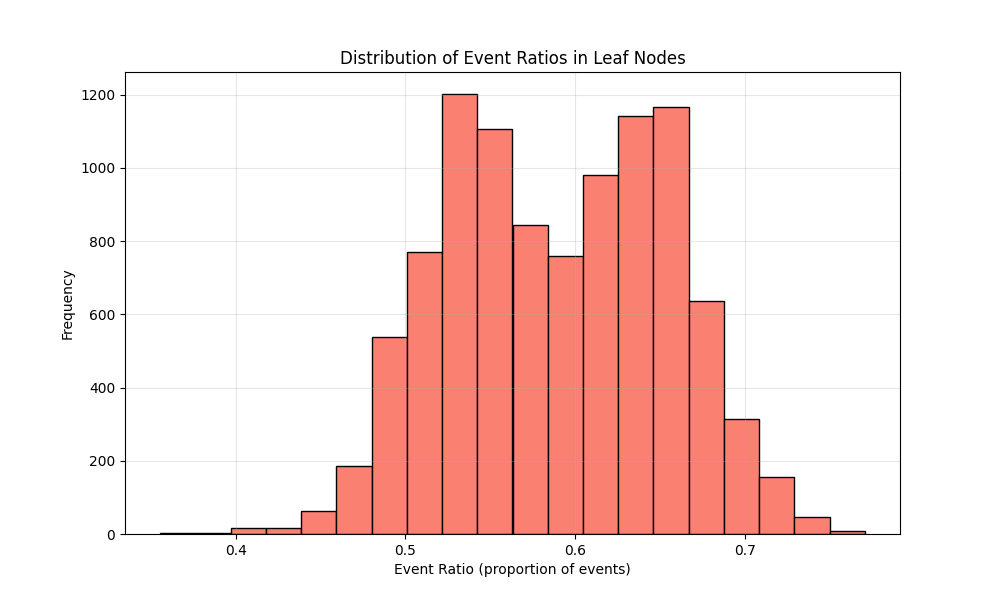 Distribution of Event Ratios in Leaf Nodes
1200
1000
800
600
400
200
0
Frequency
0.4 0.5 0.6 0.7
Event Ratio (proportion of events)